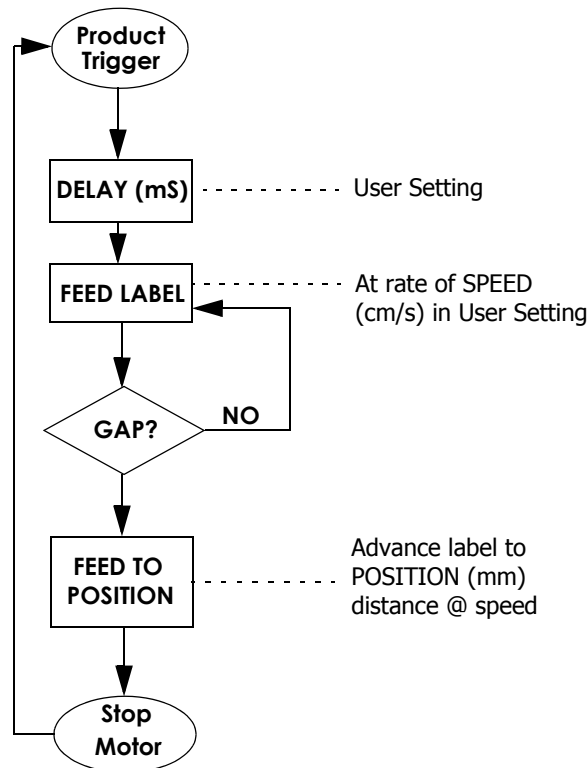 Product
Trigger
DELAY (mS)
User Setting
FEED LABEL
At rate of SPEED
(cm/s) in User Setting
GAP?
NO
FEED TO
POSITION
Advance label to
POSITION (mm)
distance @ speed
Stop
Motor